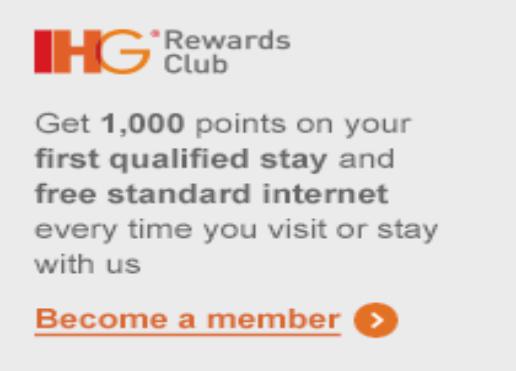 IHG® Rewards
Club
Get 1,000 points on your
first qualified stay and
free standard internet
every time you visit or stay
with us
Become a member